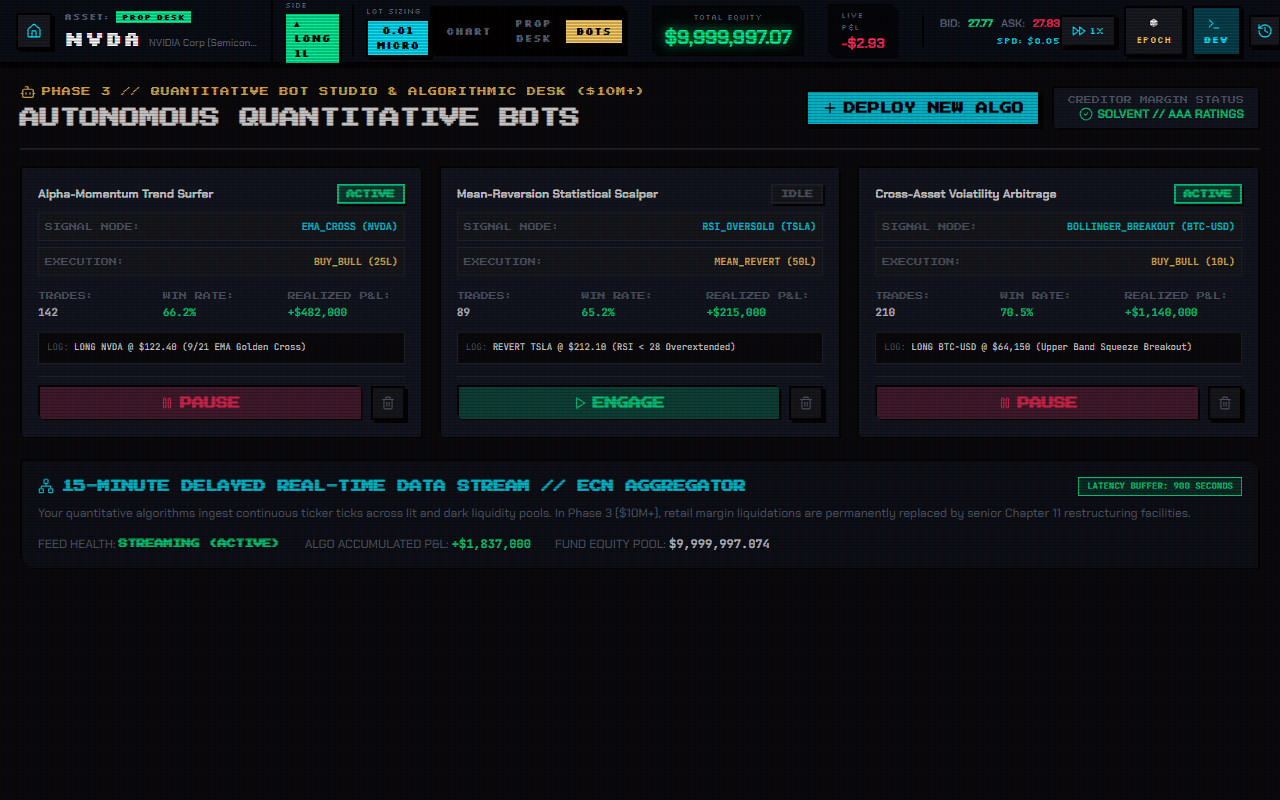 ASSET: PROP DESK
NVDA NVIDIA Corp (Semicon...
SIDE
▲ LONG 1L
LOT SIZING
0.01 MICRO
CHART
PROP DESK
BOTS
TOTAL EQUITY
$9,999,997.07
LIVE P&L
-$2.93
BID: 27.77 ASK: 27.83
SPD: $0.05
1X
EPOCH
DEV
PHASE 3 // QUANTITATIVE BOT STUDIO & ALGORITHMIC DESK ($10M+)
AUTONOMOUS QUANTITATIVE BOTS
+ DEPLOY NEW ALGO
CREDITOR MARGIN STATUS
SOLVENT // AAA RATINGS
Alpha-Momentum Trend Surfer ACTIVE
SIGNAL NODE: EMA_CROSS (NVDA)
EXECUTION: BUY_BULL (25L)
TRADES: WIN RATE: REALIZED P&L:
142 66.2% +$482,000
LOG: LONG NVDA @ $122.40 (9/21 EMA Golden Cross)
PAUSE
Mean-Reversion Statistical Scalper IDLE
SIGNAL NODE: RSI_OVERSOLD (TSLA)
EXECUTION: MEAN_REVERT (50L)
TRADES: WIN RATE: REALIZED P&L:
89 65.2% +$215,000
LOG: REVERT TSLA @ $212.10 (RSI < 28 Overextended)
ENGAGE
Cross-Asset Volatility Arbitrage ACTIVE
SIGNAL NODE: BOLLINGER_BREAKOUT (BTC-USD)
EXECUTION: BUY_BULL (10L)
TRADES: WIN RATE: REALIZED P&L:
210 70.5% +$1,140,000
LOG: LONG BTC-USD @ $64,150 (Upper Band Squeeze Breakout)
PAUSE
15-MINUTE DELAYED REAL-TIME DATA STREAM // ECN AGGREGATOR
LATENCY BUFFER: 900 SECONDS
Your quantitative algorithms ingest continuous ticker ticks across lit and dark liquidity pools. In Phase 3 ($10M+), retail margin liquidations are permanently replaced by senior Chapter 11 restructuring facilities.
FEED HEALTH: STREAMING (ACTIVE) ALGO ACCUMULATED P&L: +$1,837,000 FUND EQUITY POOL: $9,999,997.074